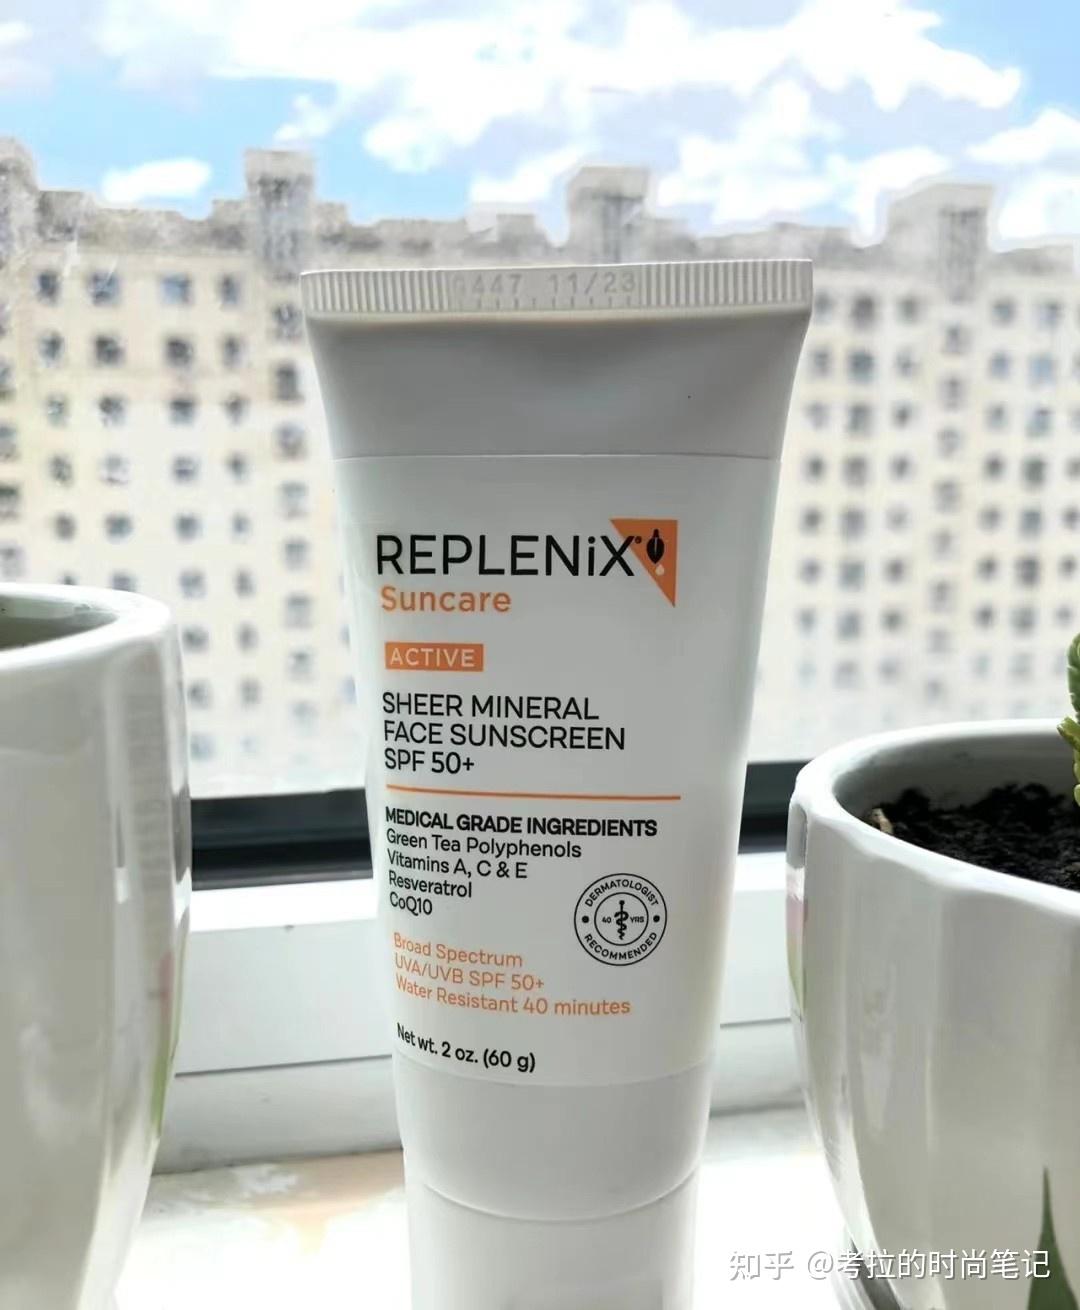 0447 11/23
REPLENiX®
Suncare
ACTIVE
SHEER MINERAL
FACE SUNSCREEN
SPF 50+
MEDICAL GRADE INGREDIENTS
Green Tea Polyphenols
Vitamins A, C & E
Resveratrol
CoQ10
DERMATOLOGIST
40 YRS
RECOMMENDED
Broad Spectrum
UVA/UVB SPF 50+
Water Resistant 40 minutes
Net wt. 2 oz. (60 g)
知乎 @考拉的时尚笔记